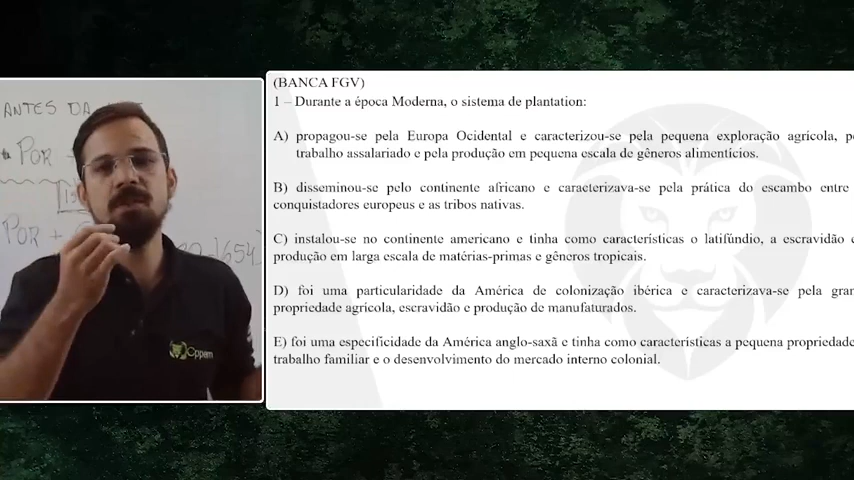 ANTES DA
POR
POR +
1654
Oppem
(BANCA FGV)
1 – Durante a época Moderna, o sistema de plantation:
A) propagou-se pela Europa Ocidental e caracterizou-se pela pequena exploração agrícola,
trabalho assalariado e pela produção em pequena escala de gêneros alimentícios.
B) disseminou-se pelo continente africano e caracterizava-se pela prática do escambo entre
conquistadores europeus e as tribos nativas.
C) instalou-se no continente americano e tinha como características o latifúndio, a escravidão
produção em larga escala de matérias-primas e gêneros tropicais.
D) foi uma particularidade da América de colonização ibérica e caracterizava-se pela
propriedade agrícola, escravidão e produção de manufaturados.
E) foi uma especificidade da América anglo-saxã e tinha como características a pequena propriedade
trabalho familiar e o desenvolvimento do mercado interno colonial.